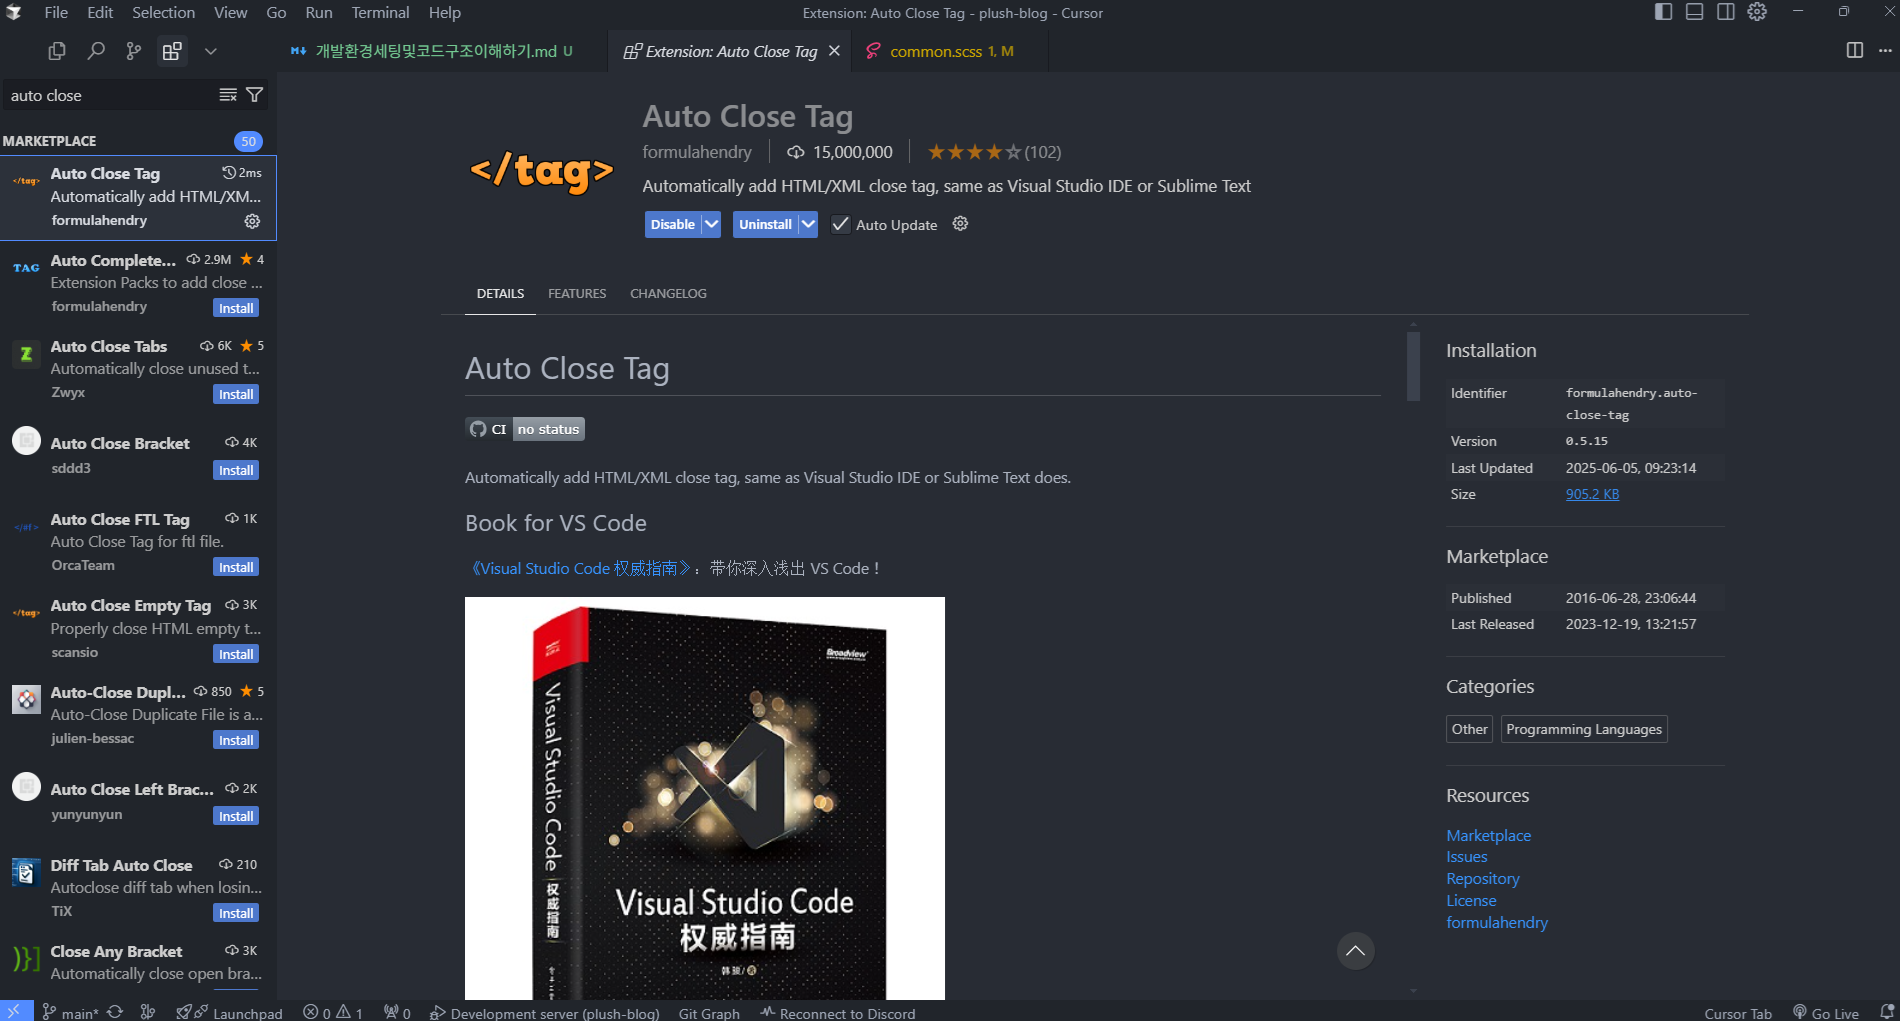 File Edit Selection View Go Run Terminal Help
Extension: Auto Close Tag - plush-blog - Cursor
개발환경세팅및코드구조이해하기.md U
Extension: Auto Close Tag
common.scss 1, M
auto close
MARKETPLACE
50
Auto Close Tag 2ms
Automatically add HTML/XM...
formulahendry
TAG
Auto Complete... 2.9M 4
Extension Packs to add close ...
formulahendry
Install
Auto Close Tabs 6K 5
Automatically close unused t...
Zwyx
Install
Auto Close Bracket 4K
sddd3
Install
Auto Close FTL Tag 1K
Auto Close Tag for ftl file.
OrcaTeam
Install
Auto Close Empty Tag 3K
Properly close HTML empty t...
scansio
Install
Auto-Close Dupl... 850 5
Auto-Close Duplicate File is a...
julien-bessac
Install
Auto Close Left Brac... 2K
yunyunyun
Install
Diff Tab Auto Close 210
Autoclose diff tab when losin...
TiX
Install
Close Any Bracket 3K
Automatically close open bra...
</tag>
Auto Close Tag
formulahendry
15,000,000
(102)
Automatically add HTML/XML close tag, same as Visual Studio IDE or Sublime Text
Disable
Uninstall
Auto Update
DETAILS FEATURES CHANGELOG
Auto Close Tag
CI no status
Automatically add HTML/XML close tag, same as Visual Studio IDE or Sublime Text does.
Book for VS Code
《Visual Studio Code 权威指南》：带你深入浅出 VS Code！
Broadview
Visual Studio Code 权威指南
Visual Studio Code
权威指南
Installation
Identifier formulahendry.auto-
close-tag
Version 0.5.15
Last Updated 2025-06-05, 09:23:14
Size 905.2 KB
Marketplace
Published 2016-06-28, 23:06:44
Last Released 2023-12-19, 13:21:57
Categories
Other Programming Languages
Resources
Marketplace
Issues
Repository
License
formulahendry
main* Launchpad 0 1 0 Development server (plush-blog) Git Graph Reconnect to Discord Cursor Tab Go Live